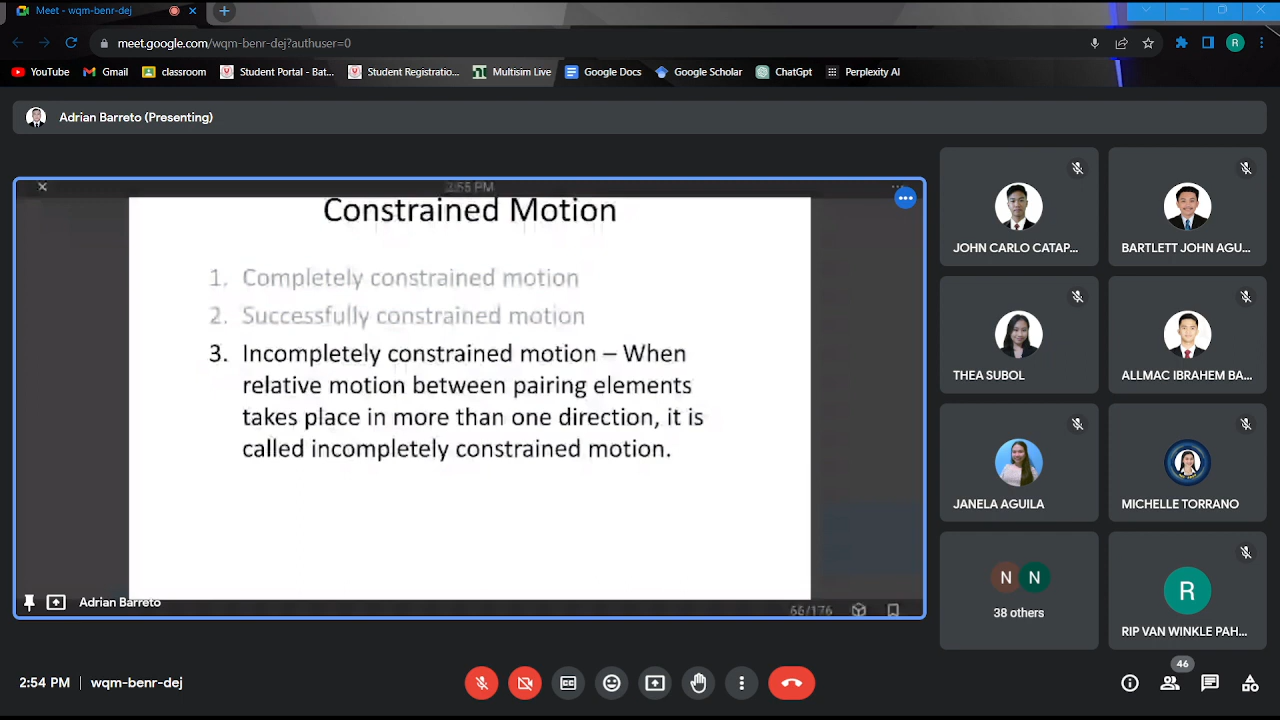 Meet - wqm-benr-dej
meet.google.com/wqm-benr-dej?authuser=0
R
YouTube Gmail classroom Student Portal - Bat... Student Registratio... Multisim Live Google Docs Google Scholar ChatGpt Perplexity AI
Adrian Barreto (Presenting)
3:55 PM
Constrained Motion
1. Completely constrained motion
2. Successfully constrained motion
3. Incompletely constrained motion – When
relative motion between pairing elements
takes place in more than one direction, it is
called incompletely constrained motion.
Adrian Barreto
66/176
JOHN CARLO CATAP...
BARTLETT JOHN AGU...
THEA SUBOL
ALLMAC IBRAHEM BA...
JANELA AGUILA
MICHELLE TORRANO
N N
38 others
R
RIP VAN WINKLE PAH...
2:54 PM | wqm-benr-dej
46